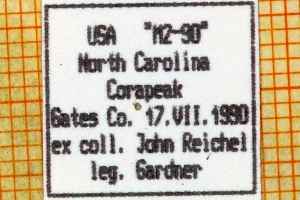 USA "M2-90"
North Carolina
Corapeak
Gates Co. 17.VII.1990
ex coll. John Reichel
leg. Gardner